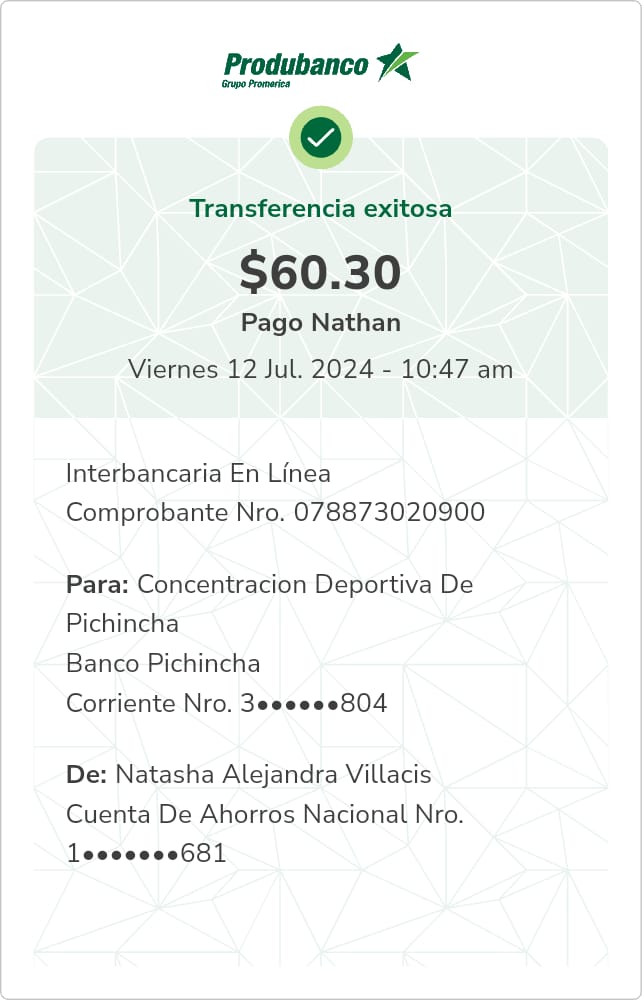 Produbanco
Grupo Promerica
Transferencia exitosa
$60.30
Pago Nathan
Viernes 12 Jul. 2024 - 10:47 am
Interbancaria En Línea
Comprobante Nro. 078873020900
Para: Concentracion Deportiva De
Pichincha
Banco Pichincha
Corriente Nro. 3••••••804
De: Natasha Alejandra Villacis
Cuenta De Ahorros Nacional Nro.
1•••••••681